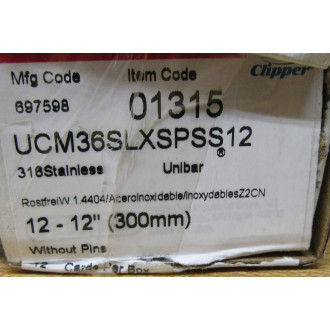 Mfg Code Item Code Clipper
697598 01315
UCM36SLXSPSS12
316Stainless Unibar®
RostfreiW.1.4404/AceroInoxidable/InoxydablesZ2CN
12 - 12" (300mm)
Without Pins
12 Cards Per Box